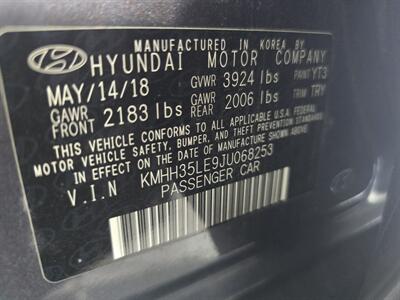 MANUFACTURED IN KOREA BY
HYUNDAI MOTOR COMPANY
MAY/14/18 GVWR 3924 lbs PAINT YT3
GAWR FRONT 2183 lbs GAWR REAR 2006 lbs TRIM TRY
THIS VEHICLE CONFORMS TO ALL APPLICABLE U.S.A. FEDERAL
MOTOR VEHICLE SAFETY, BUMPER, AND THEFT PREVENTION STANDARDS
IN EFFECT ON THE DATE OF MANUFACTURE SHOWN ABOVE.
V.I.N KMHH35LE9JU068253
PASSENGER CAR